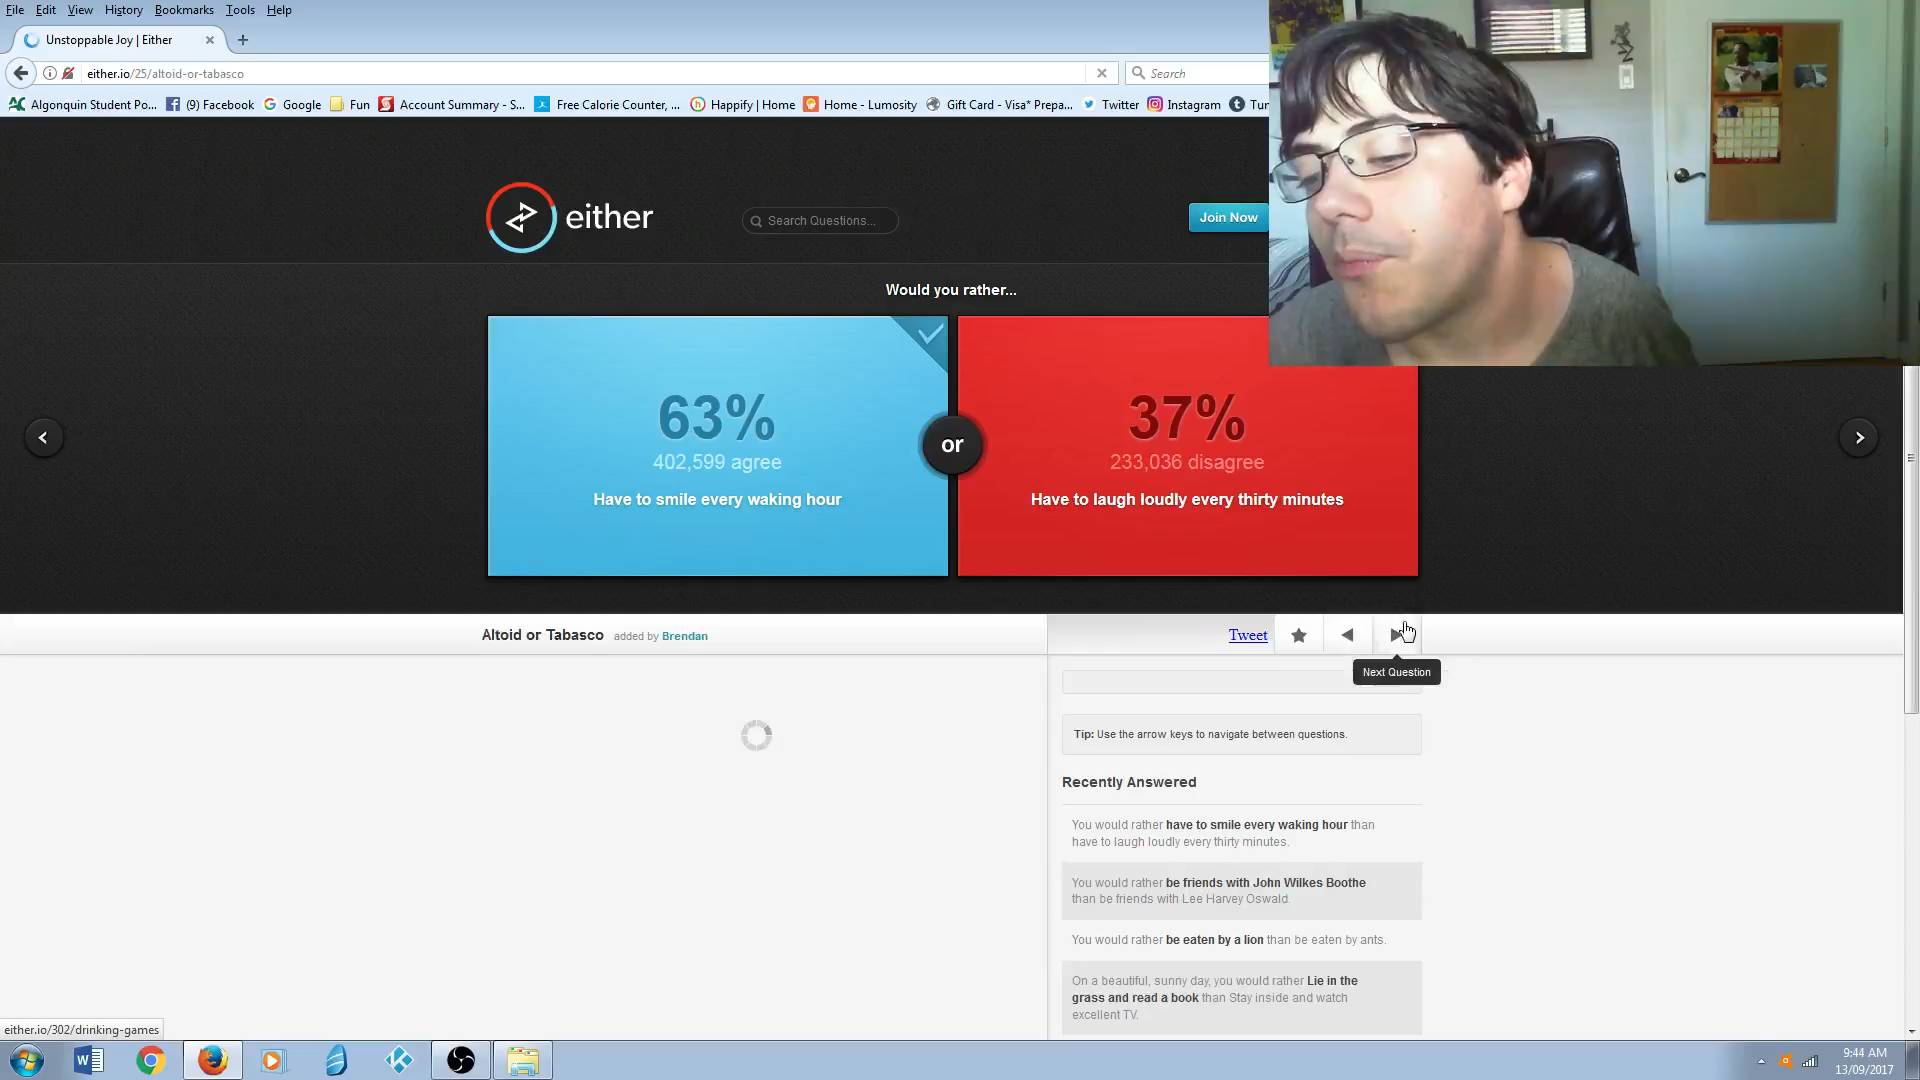 File Edit View History Bookmarks Tools Help
Unstoppable Joy | Either
either.io/25/altoid-or-tabasco
Search
Algonquin Student Po... (9) Facebook Google Fun Account Summary - S... Free Calorie Counter, ... Happify | Home Home - Lumosity Gift Card - Visa* Prepa... Twitter Instagram Tun
either
Search Questions...
Join Now
Would you rather...
63%
402,599 agree
Have to smile every waking hour
or
37%
233,036 disagree
Have to laugh loudly every thirty minutes
Altoid or Tabasco added by Brendan
Tweet
Next Question
Tip: Use the arrow keys to navigate between questions.
Recently Answered
You would rather have to smile every waking hour than
have to laugh loudly every thirty minutes.
You would rather be friends with John Wilkes Boothe
than be friends with Lee Harvey Oswald.
You would rather be eaten by a lion than be eaten by ants.
On a beautiful, sunny day, you would rather Lie in the
grass and read a book than Stay inside and watch
excellent TV.
either.io/302/drinking-games
9:44 AM
13/09/2017